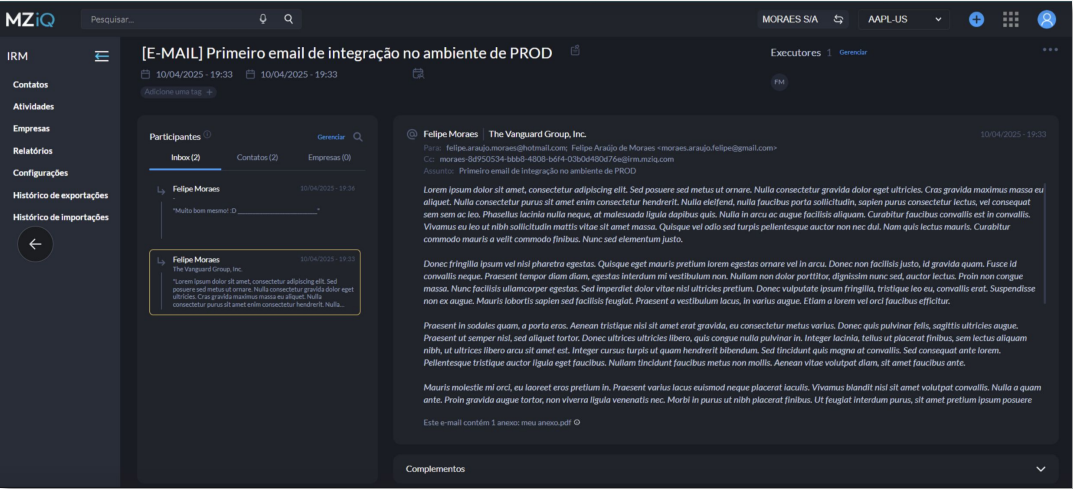 MZiQ
Pesquisar...
MORAES S/A
AAPL-US
IRM
Contatos
Atividades
Empresas
Relatórios
Configurações
Histórico de exportações
Histórico de importações
[E-MAIL] Primeiro email de integração no ambiente de PROD
10/04/2025 - 19:33
10/04/2025 - 19:33
Adicione uma tag +
Executores 1 Gerenciar
FM
Participantes
Gerenciar
Inbox (2)
Contatos (2)
Empresas (0)
Felipe Moraes
10/04/2025 - 19:36
-
"Muito bom mesmo! :D ____________________."
Felipe Moraes
10/04/2025 - 19:33
The Vanguard Group, Inc.
"Lorem ipsum dolor sit amet, consectetur adipiscing elit. Sed
posuere sed metus ut ornare. Nulla consectetur gravida dolor eget
ultricies. Cras gravida maximus massa eu aliquet. Nulla
consectetur purus sit amet enim consectetur hendrerit. Nulla...
Felipe Moraes | The Vanguard Group, Inc.
10/04/2025 - 19:33
Para: felipe.araujo.moraes@hotmail.com; Felipe Araújo de Moraes <moraes.araujo.felipe@gmail.com>
Cc: moraes-8d950534-bbb8-4808-b6f4-03b0d480d76e@irm.mziq.com
Assunto: Primeiro email de integração no ambiente de PROD
Lorem ipsum dolor sit amet, consectetur adipiscing elit. Sed posuere sed metus ut ornare. Nulla consectetur gravida dolor eget ultricies. Cras gravida maximus massa eu
aliquet. Nulla consectetur purus sit amet enim consectetur hendrerit. Nulla eleifend, nulla faucibus porta sollicitudin, sapien purus consectetur lectus, vel consequat
sem sem ac leo. Phasellus lacinia nulla neque, at malesuada ligula dapibus quis. Nulla in arcu ac augue facilisis aliquam. Curabitur faucibus convallis est in convallis.
Vivamus eu leo ut nibh sollicitudin mattis vitae sit amet massa. Quisque vel odio sed turpis pellentesque auctor non nec dui. Nam quis lectus mauris. Curabitur
commodo mauris a velit commodo finibus. Nunc sed elementum justo.
Donec fringilla ipsum vel nisl pharetra egestas. Quisque eget mauris pretium lorem egestas ornare vel in arcu. Donec non facilisis justo, id gravida quam. Fusce id
convallis neque. Praesent tempor diam diam, egestas interdum mi vestibulum non. Nullam non dolor porttitor, dignissim nunc sed, auctor lectus. Proin non congue
massa. Nunc facilisis ullamcorper egestas. Sed imperdiet dolor vitae nisi ultricies pretium. Donec vulputate ipsum fringilla, tristique leo eu, convallis erat. Suspendisse
non ex augue. Mauris lobortis sapien sed facilisis feugiat. Praesent a vestibulum lacus, in varius augue. Etiam a lorem vel orci faucibus efficitur.
Praesent in sodales quam, a porta eros. Aenean tristique nisl sit amet erat gravida, eu consectetur metus varius. Donec quis pulvinar felis, sagittis ultricies augue.
Praesent ut semper nisl, sed aliquet tortor. Donec ultrices ultricies libero, quis congue nulla pulvinar in. Integer lacinia, tellus ut placerat finibus, sem lectus aliquam
nibh, ut ultrices libero arcu sit amet est. Integer cursus turpis ut quam hendrerit bibendum. Sed tincidunt quis magna at convallis. Sed consequat ante lorem.
Pellentesque tristique auctor ligula eget faucibus. Nullam tincidunt faucibus metus non mollis. Aenean vitae volutpat diam, sit amet faucibus ante.
Mauris molestie mi orci, eu laoreet eros pretium in. Praesent varius lacus euismod neque placerat iaculis. Vivamus blandit nisl sit amet volutpat convallis. Nulla a quam
ante. Proin gravida augue tortor, non viverra ligula venenatis nec. Morbi in purus ut nibh placerat finibus. Ut feugiat interdum purus, sit amet pretium ipsum posuere
Este e-mail contém 1 anexo: meu anexo.pdf
Complementos